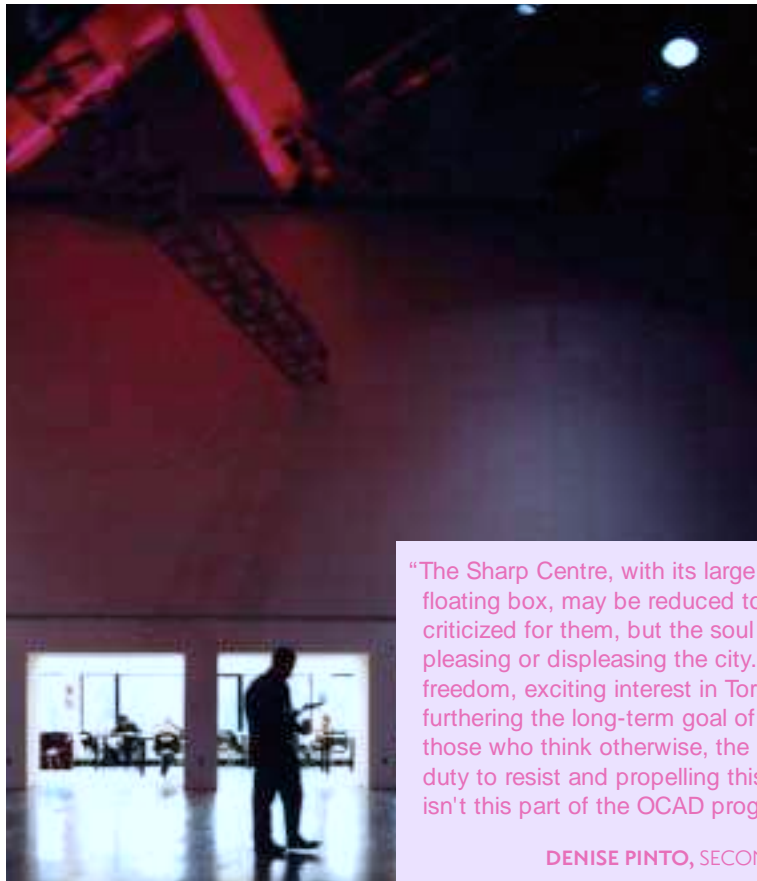 “The Sharp Centre, with its large
floating box, may be reduced to
criticized for them, but the soul
pleasing or displeasing the city.
freedom, exciting interest in Tor
furthering the long-term goal of
those who think otherwise, the
duty to resist and propelling this
isn't this part of the OCAD prog
DENISE PINTO, SECON